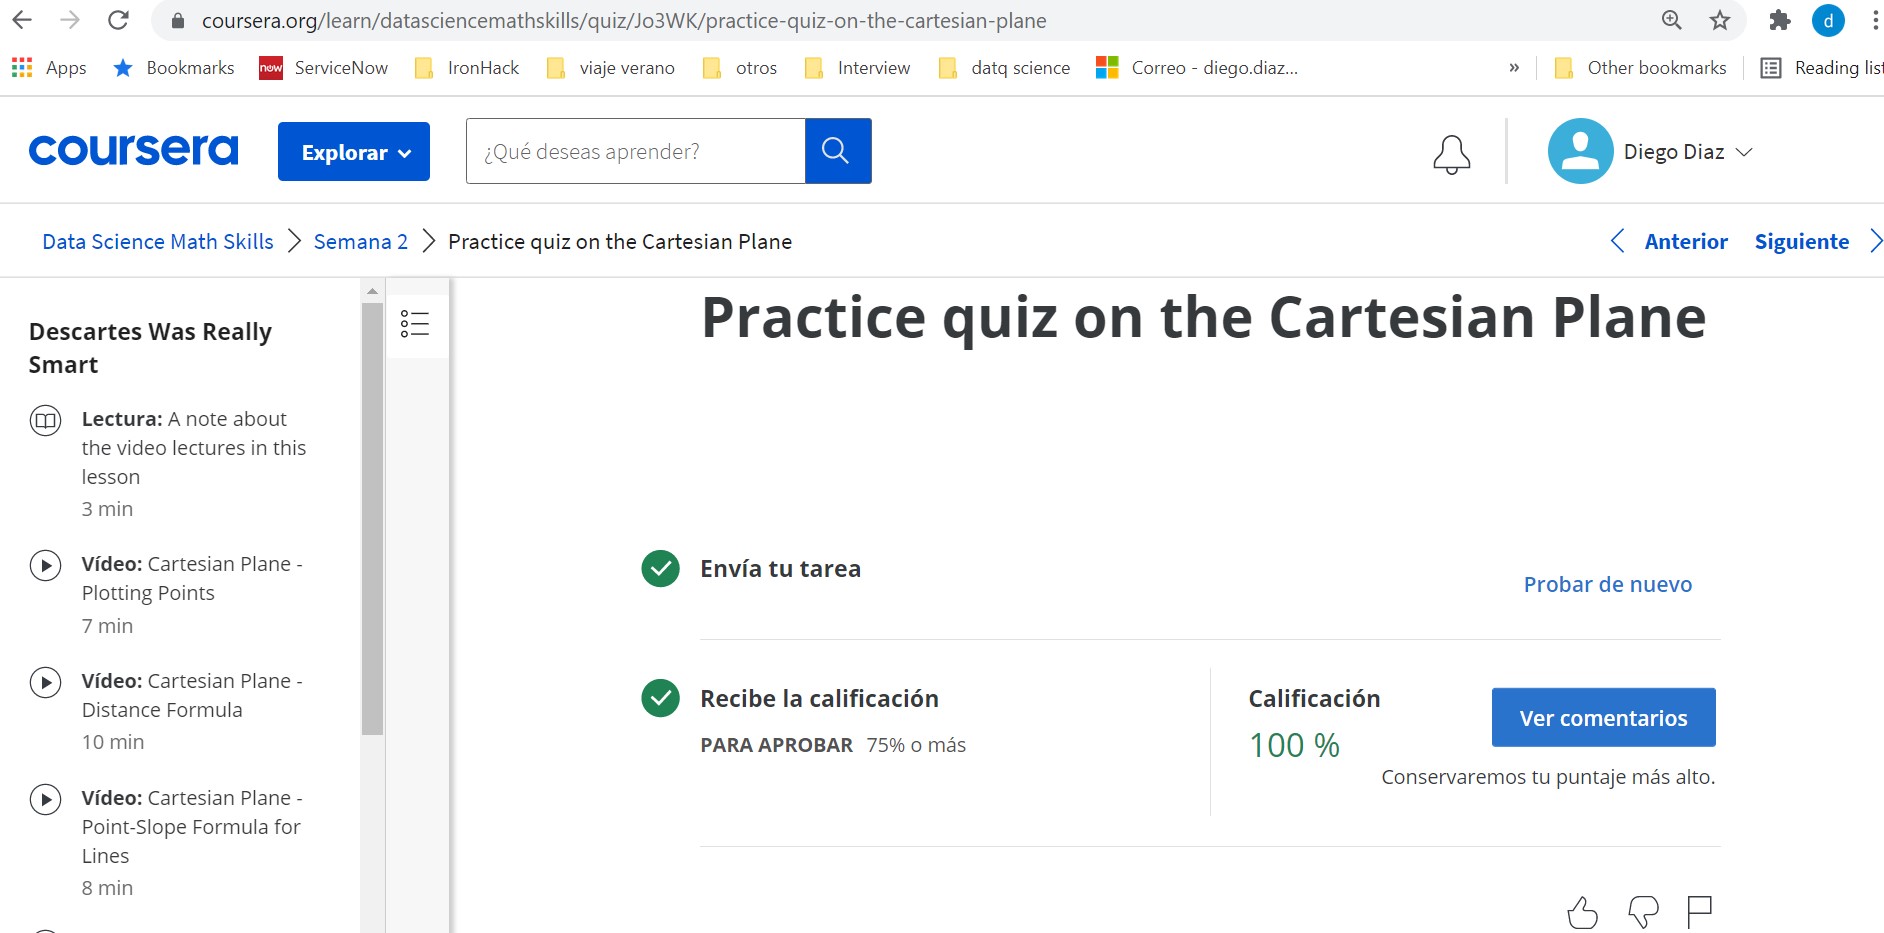 coursera.org/learn/datasciencemathskills/quiz/Jo3WK/practice-quiz-on-the-cartesian-plane
d
Apps Bookmarks now ServiceNow IronHack viaje verano otros Interview datq science Correo - diego.diaz... » Other bookmarks Reading list
coursera Explorar ¿Qué deseas aprender? Diego Diaz
Data Science Math Skills Semana 2 Practice quiz on the Cartesian Plane Anterior Siguiente
Descartes Was Really
Smart
Lectura: A note about
the video lectures in this
lesson
3 min
Vídeo: Cartesian Plane -
Plotting Points
7 min
Vídeo: Cartesian Plane -
Distance Formula
10 min
Vídeo: Cartesian Plane -
Point-Slope Formula for
Lines
8 min
Practice quiz on the Cartesian Plane
Envía tu tarea
Probar de nuevo
Recibe la calificación
PARA APROBAR 75% o más
Calificación
100 %
Ver comentarios
Conservaremos tu puntaje más alto.